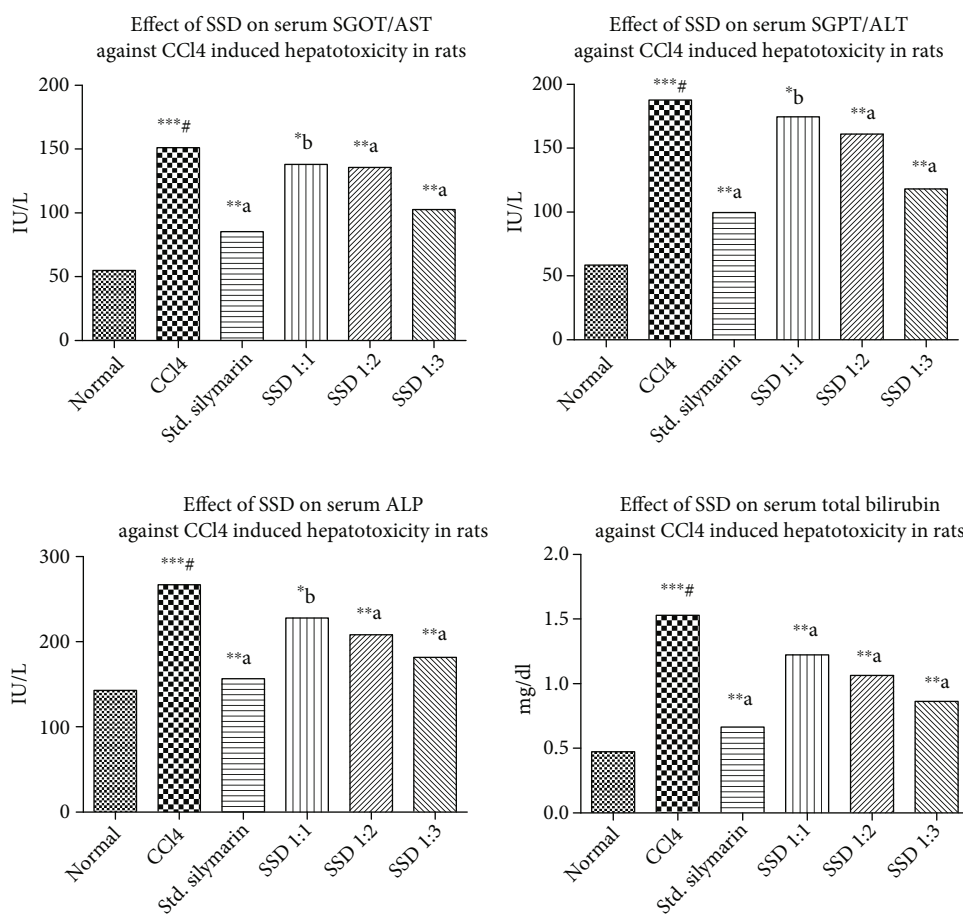 Effect of SSD on serum SGOT/AST
against CCl4 induced hepatotoxicity in rats
200
150
100
50
0
IU/L
***#
**a
*b
**a
**a
Normal
CCl4
Std. silymarin
SSD 1:1
SSD 1:2
SSD 1:3
Effect of SSD on serum SGPT/ALT
against CCl4 induced hepatotoxicity in rats
200
150
100
50
0
IU/L
***#
**a
*b
**a
**a
Normal
CCl4
Std. silymarin
SSD 1:1
SSD 1:2
SSD 1:3
Effect of SSD on serum ALP
against CCl4 induced hepatotoxicity in rats
300
200
100
0
IU/L
***#
**a
*b
**a
**a
Normal
CCl4
Std. silymarin
SSD 1:1
SSD 1:2
SSD 1:3
Effect of SSD on serum total bilirubin
against CCl4 induced hepatotoxicity in rats
2.0
1.5
1.0
0.5
0.0
mg/dl
***#
**a
**a
**a
**a
Normal
CCl4
Std. silymarin
SSD 1:1
SSD 1:2
SSD 1:3